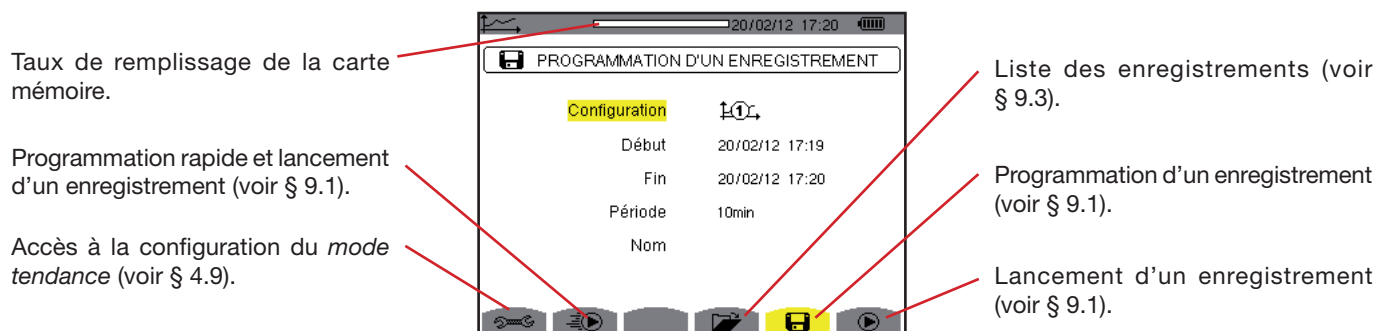 20/02/12 17:20
PROGRAMMATION D'UN ENREGISTREMENT
Taux de remplissage de la carte
mémoire.
Programmation rapide et lancement
d'un enregistrement (voir § 9.1).
Accès à la configuration du mode
tendance (voir § 4.9).
Configuration 1
Début 20/02/12 17:19
Fin 20/02/12 17:20
Période 10min
Nom
Liste des enregistrements (voir
§ 9.3).
Programmation d'un enregistrement
(voir § 9.1).
Lancement d'un enregistrement
(voir § 9.1).